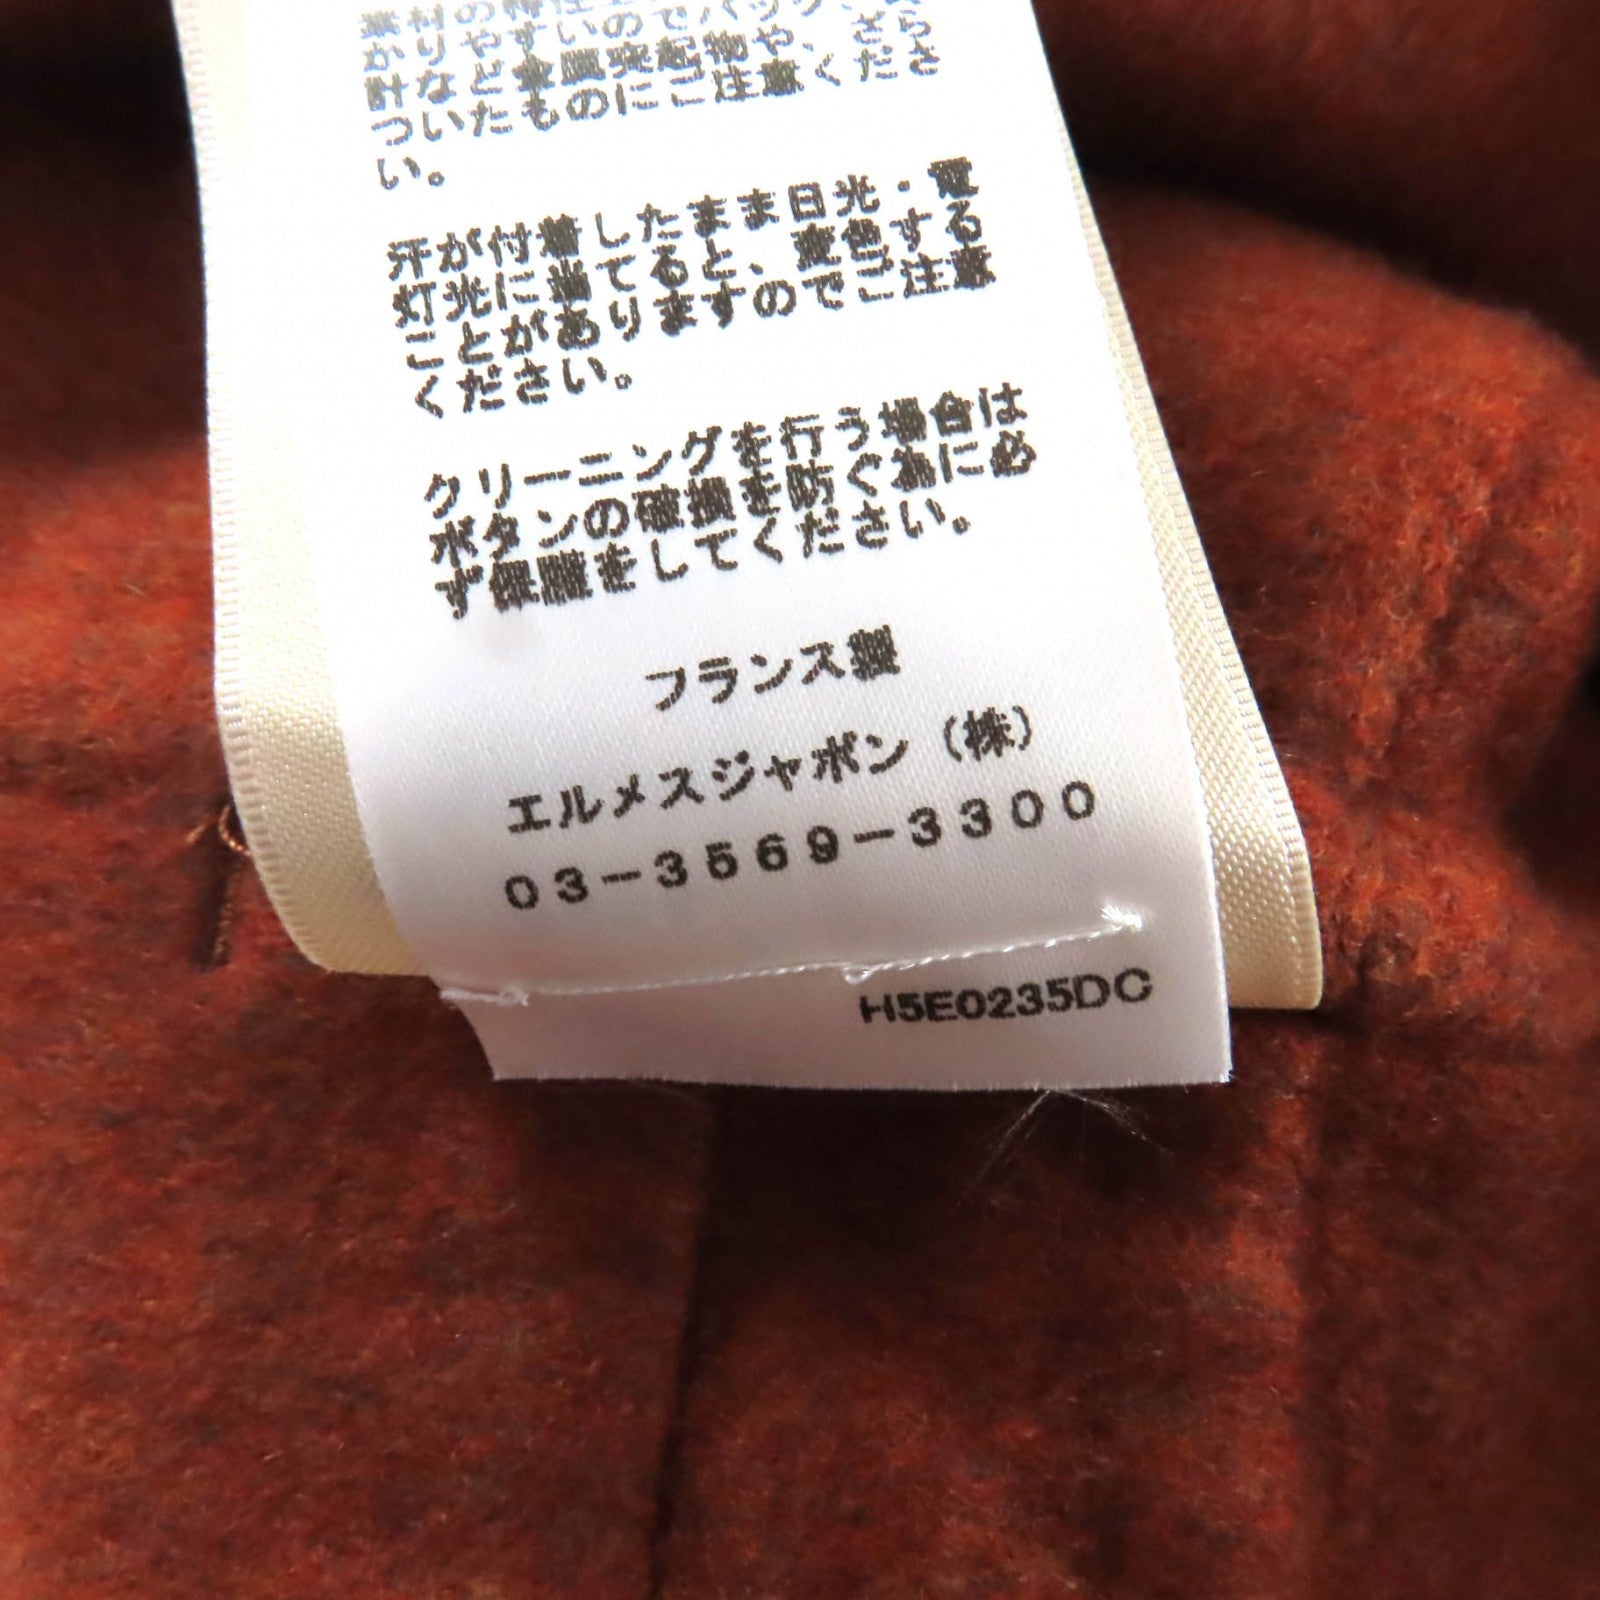 素材の特性上
かりやすいのでバッグ
計など金属突起物や、ざら
ついたものにご注意くださ
い。
汗が付着したまま日光・電
灯光に当てると、変色する
ことがありますのでご注意
ください。
クリーニングを行う場合は
ボタンの破損を防ぐ為に必
ず保護をしてください。
フランス製
エルメスジャポン（株）
03-3569-3300
H5E0235DC